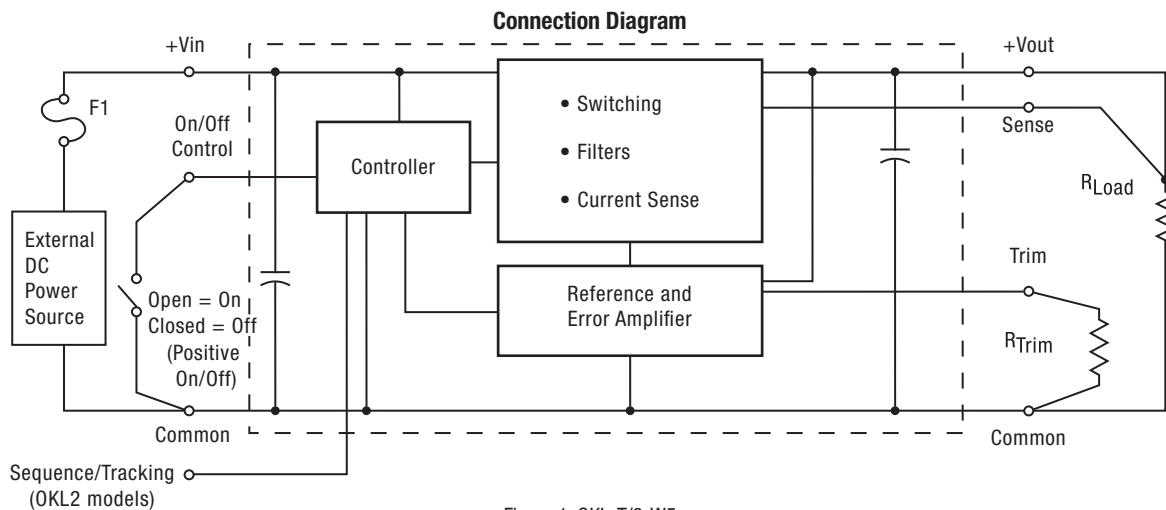 Connection Diagram
+Vin
+Vout
F1
On/Off
Control
• Switching
• Filters
• Current Sense
Controller
Sense
RLoad
External
DC
Power
Source
Open = On
Closed = Off
(Positive
On/Off)
Reference and
Error Amplifier
Trim
RTrim
Common
Common
Sequence/Tracking
(OKL2 models)